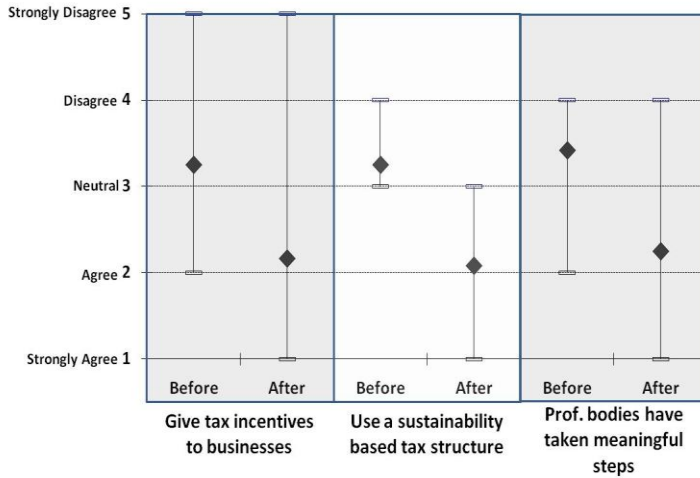 Strongly Disagree 5
Disagree 4
Neutral 3
Agree 2
Strongly Agree 1
Before After Before After Before After
Give tax incentives
to businesses
Use a sustainability
based tax structure
Prof. bodies have
taken meaningful
steps